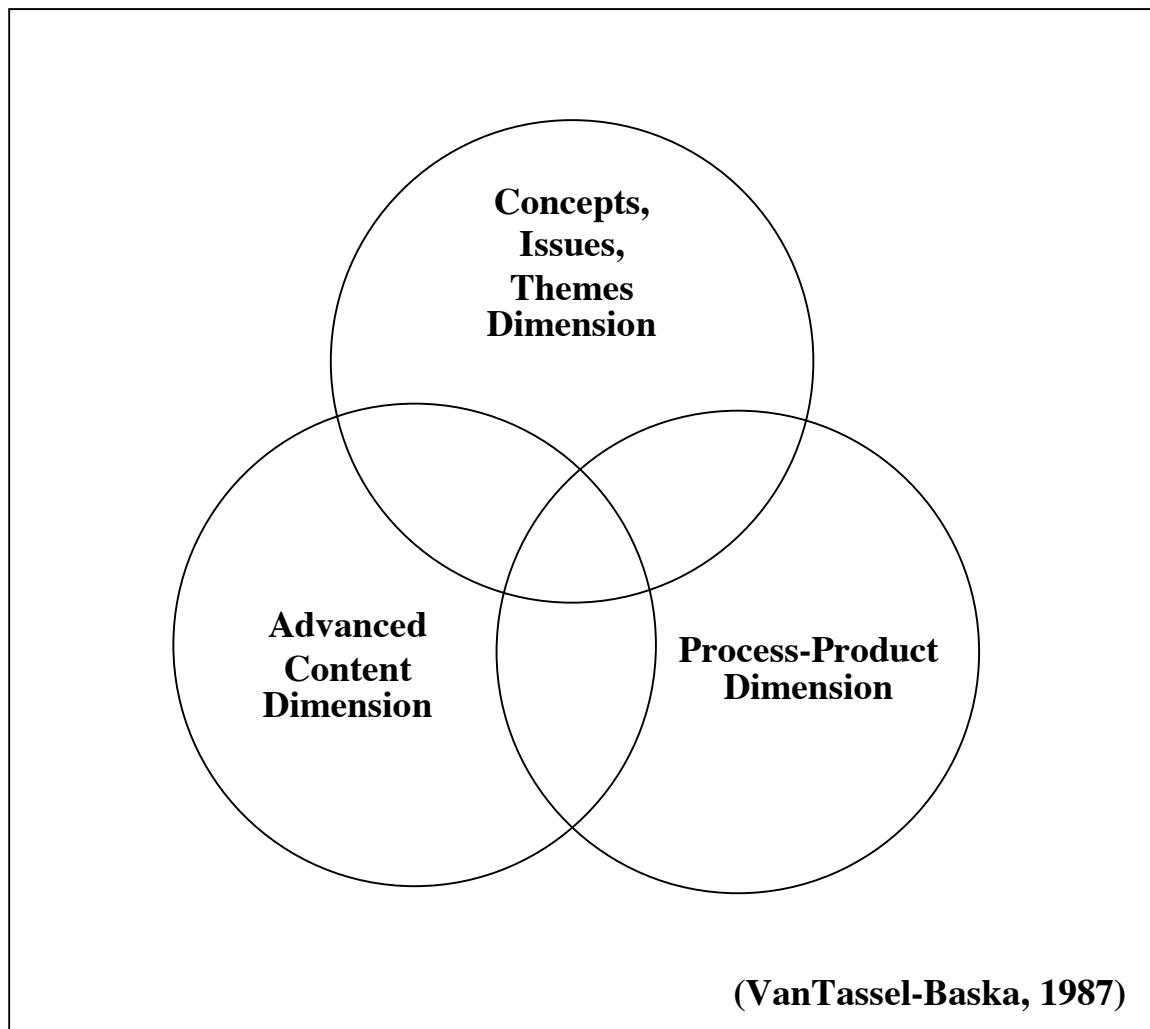 Concepts,
Issues,
Themes
Dimension
Advanced
Content
Dimension
Process-Product
Dimension
(VanTassel-Baska, 1987)